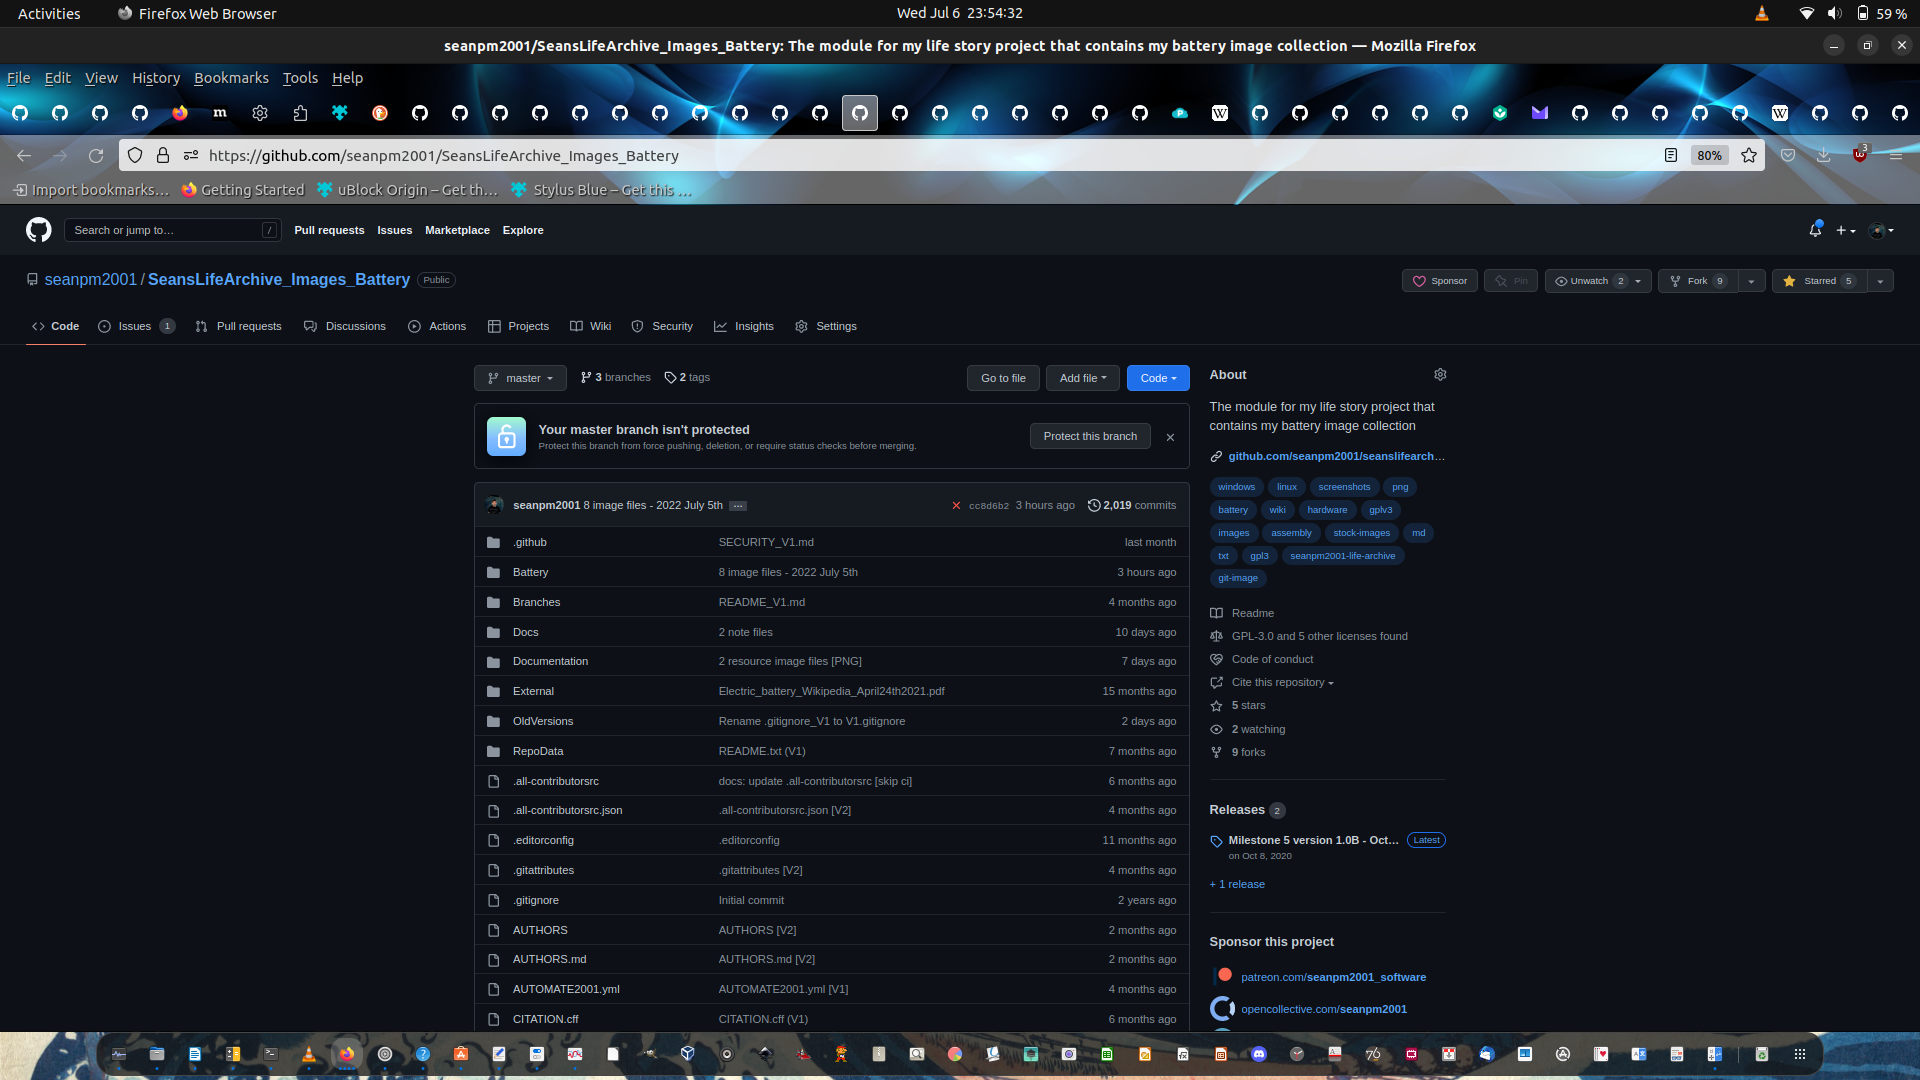 Activities Firefox Web Browser Wed Jul 6 23:54:32 59 %
seanpm2001/SeansLifeArchive_Images_Battery: The module for my life story project that contains my battery image collection — Mozilla Firefox
File Edit View History Bookmarks Tools Help
https://github.com/seanpm2001/SeansLifeArchive_Images_Battery 80% 3
Import bookmarks… Getting Started uBlock Origin – Get th… Stylus Blue – Get this …
Search or jump to… / Pull requests Issues Marketplace Explore
seanpm2001 / SeansLifeArchive_Images_Battery Public Sponsor Pin Unwatch 2 Fork 9 Starred 5
Code Issues 1 Pull requests Discussions Actions Projects Wiki Security Insights Settings
master 3 branches 2 tags Go to file Add file Code
Your master branch isn't protected
Protect this branch from force pushing, deletion, or require status checks before merging.
Protect this branch
seanpm2001 8 image files - 2022 July 5th … cc8d6b2 3 hours ago 2,019 commits
.github SECURITY_V1.md last month
Battery 8 image files - 2022 July 5th 3 hours ago
Branches README_V1.md 4 months ago
Docs 2 note files 10 days ago
Documentation 2 resource image files [PNG] 7 days ago
External Electric_battery_Wikipedia_April24th2021.pdf 15 months ago
OldVersions Rename .gitignore_V1 to V1.gitignore 2 days ago
RepoData README.txt (V1) 7 months ago
.all-contributorsrc docs: update .all-contributorsrc [skip ci] 6 months ago
.all-contributorsrc.json .all-contributorsrc.json [V2] 4 months ago
.editorconfig .editorconfig 11 months ago
.gitattributes .gitattributes [V2] 4 months ago
.gitignore Initial commit 2 years ago
AUTHORS AUTHORS [V2] 2 months ago
AUTHORS.md AUTHORS.md [V2] 2 months ago
AUTOMATE2001.yml AUTOMATE2001.yml [V1] 4 months ago
CITATION.cff CITATION.cff (V1) 6 months ago
About
The module for my life story project that
contains my battery image collection
github.com/seanpm2001/seanslifearch…
windows linux screenshots png
battery wiki hardware gplv3
images assembly stock-images md
txt gpl3 seanpm2001-life-archive
git-image
Readme
GPL-3.0 and 5 other licenses found
Code of conduct
Cite this repository
5 stars
2 watching
9 forks
Releases 2
Milestone 5 version 1.0B - Oct… Latest
on Oct 8, 2020
+ 1 release
Sponsor this project
patreon.com/seanpm2001_software
opencollective.com/seanpm2001